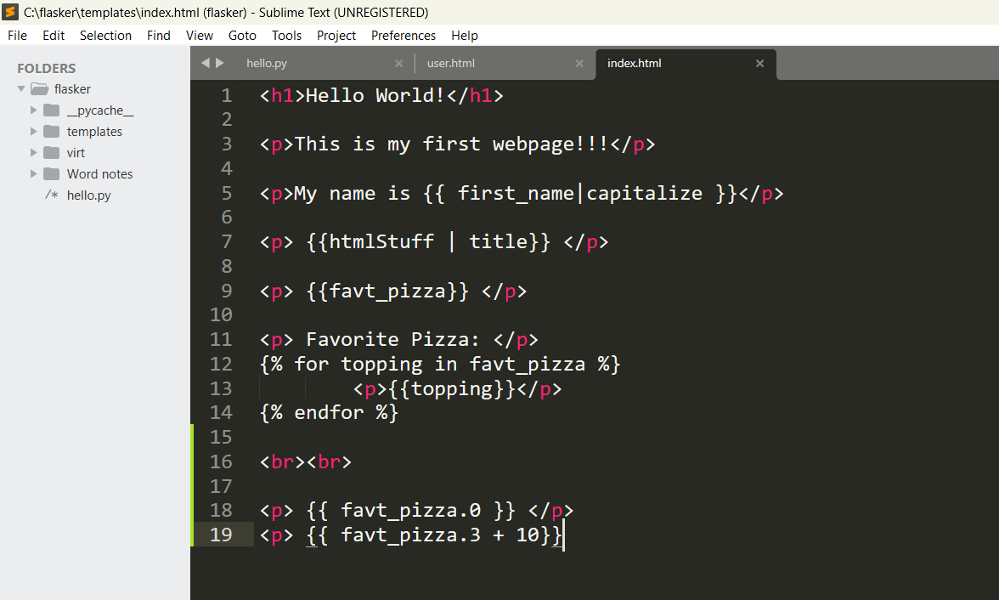 C:\flasker\templates\index.html (flasker) - Sublime Text (UNREGISTERED)
File Edit Selection Find View Goto Tools Project Preferences Help
FOLDERS
flasker
__pycache__
templates
virt
Word notes
/* hello.py
hello.py × user.html × index.html ×
1 <h1>Hello World!</h1>
2
3 <p>This is my first webpage!!!</p>
4
5 <p>My name is {{ first_name|capitalize }}</p>
6
7 <p> {{htmlStuff | title}} </p>
8
9 <p> {{favt_pizza}} </p>
10
11 <p> Favorite Pizza: </p>
12 {% for topping in favt_pizza %}
13         <p>{{topping}}</p>
14 {% endfor %}
15
16 <br><br>
17
18 <p> {{ favt_pizza.0 }} </p>
19 <p> {{ favt_pizza.3 + 10}}